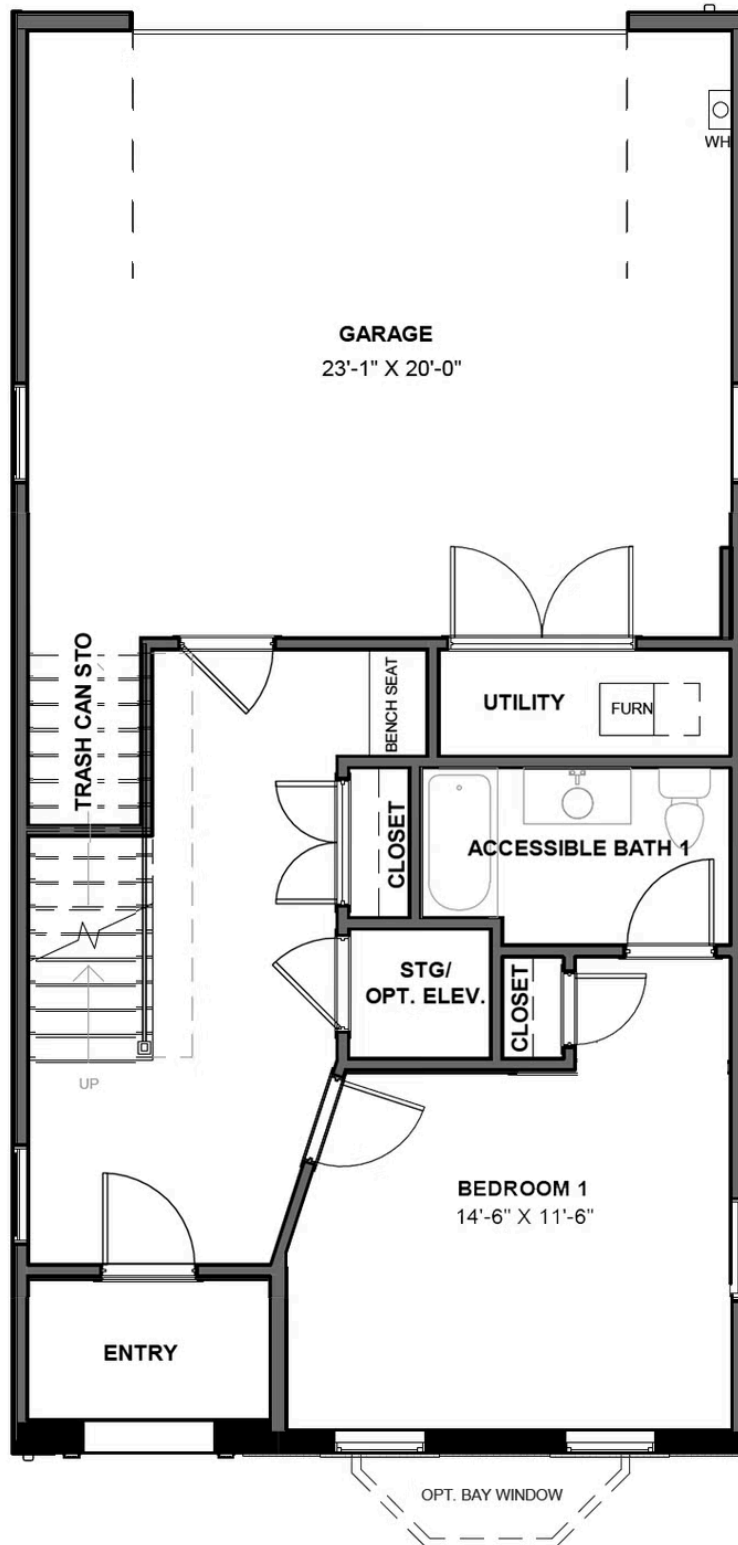 WH
GARAGE
23'-1" X 20'-0"
TRASH CAN STO
BENCH SEAT
UTILITY
FURN
CLOSET
ACCESSIBLE BATH 1
STG/
OPT. ELEV.
CLOSET
UP
BEDROOM 1
14'-6" X 11'-6"
ENTRY
OPT. BAY WINDOW